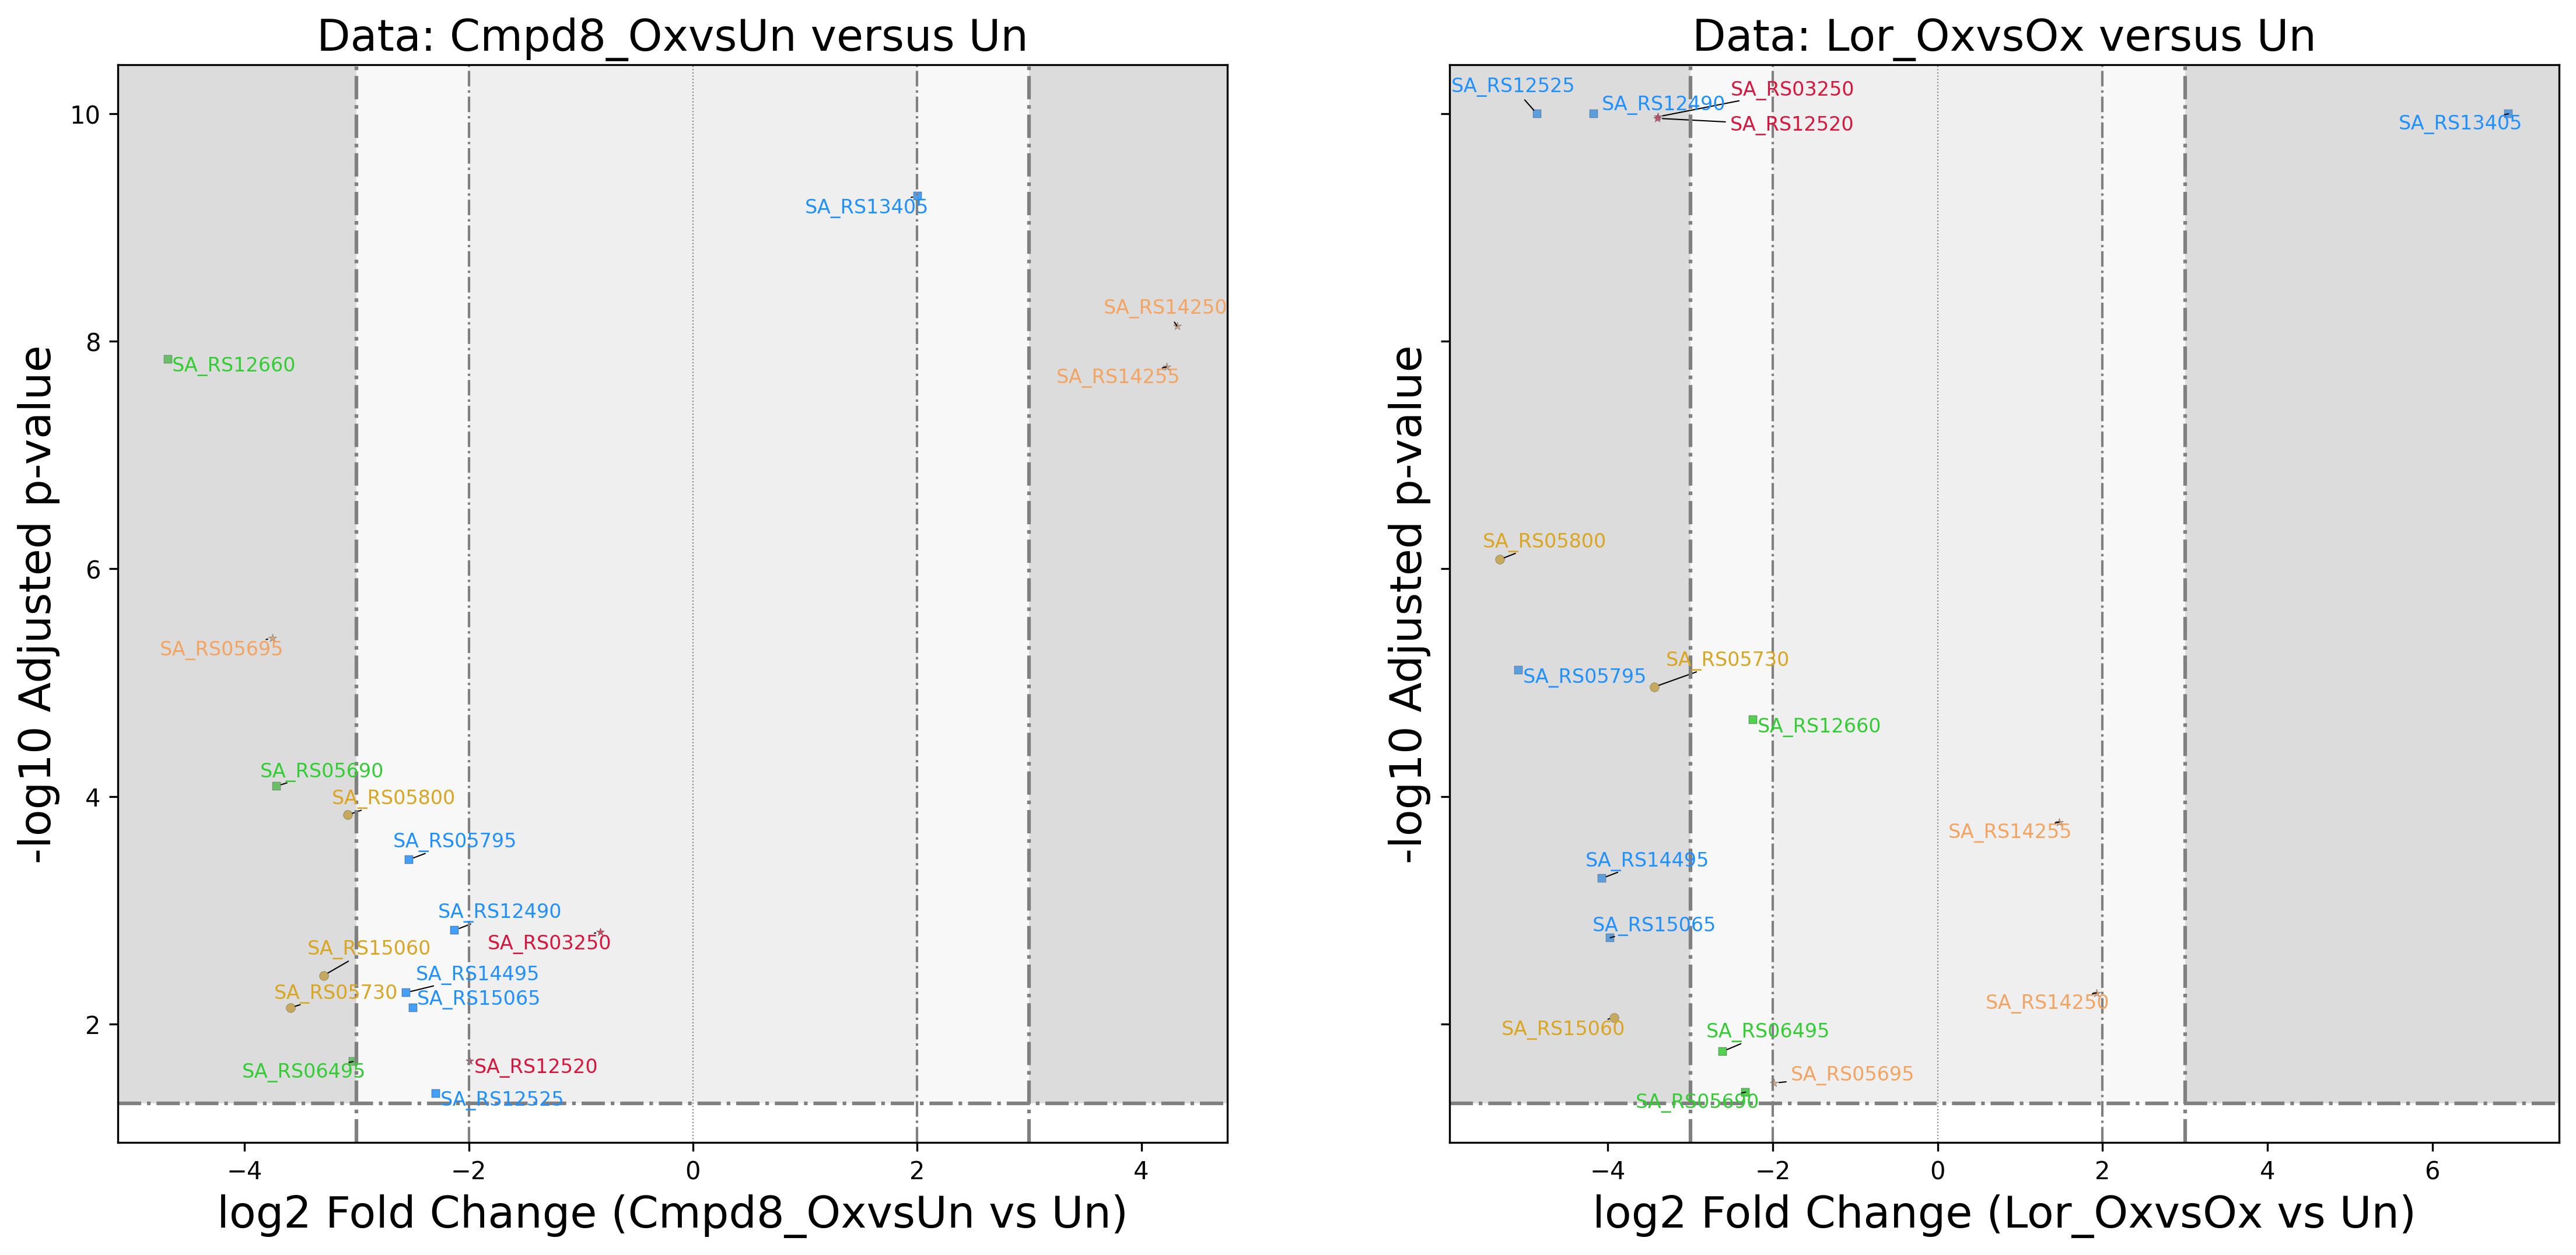 Data: Cmpd8_OxvsUn versus Un
-log10 Adjusted p-value
10
8
6
4
2
SA_RS13405
SA_RS14250
SA_RS14255
SA_RS12660
SA_RS05695
SA_RS05690
SA_RS05800
SA_RS05795
SA_RS12490
SA_RS03250
SA_RS15060
SA_RS14495
SA_RS05730
SA_RS15065
SA_RS06495
SA_RS12520
SA_RS12525
−4
−2
0
2
4
log2 Fold Change (Cmpd8_OxvsUn vs Un)
Data: Lor_OxvsOx versus Un
-log10 Adjusted p-value
SA_RS12525
SA_RS12490
SA_RS03250
SA_RS12520
SA_RS13405
SA_RS05800
SA_RS05730
SA_RS05795
SA_RS12660
SA_RS14255
SA_RS14495
SA_RS15065
SA_RS14250
SA_RS15060
SA_RS06495
SA_RS05695
SA_RS05690
−4
−2
0
2
4
6
log2 Fold Change (Lor_OxvsOx vs Un)